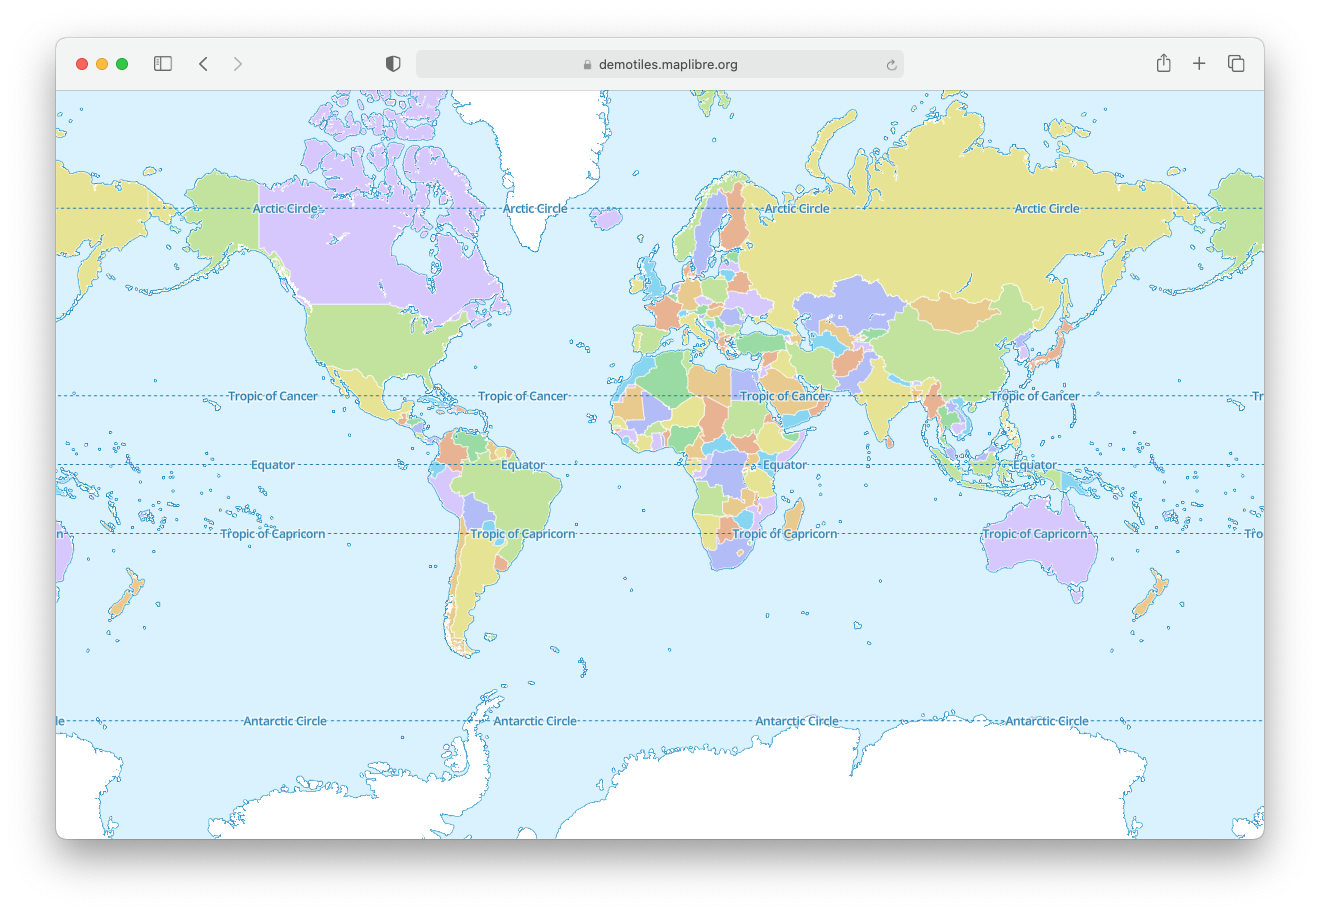 demotiles.maplibre.org
Arctic Circle Arctic Circle Arctic Circle Arctic Circle
Tropic of Cancer Tropic of Cancer Tropic of Cancer Tropic of Cancer Tr
Equator Equator Equator Equator
n Tropic of Capricorn Tropic of Capricorn Tropic of Capricorn Tropic of Capricorn Tro
le Antarctic Circle Antarctic Circle Antarctic Circle Antarctic Circle